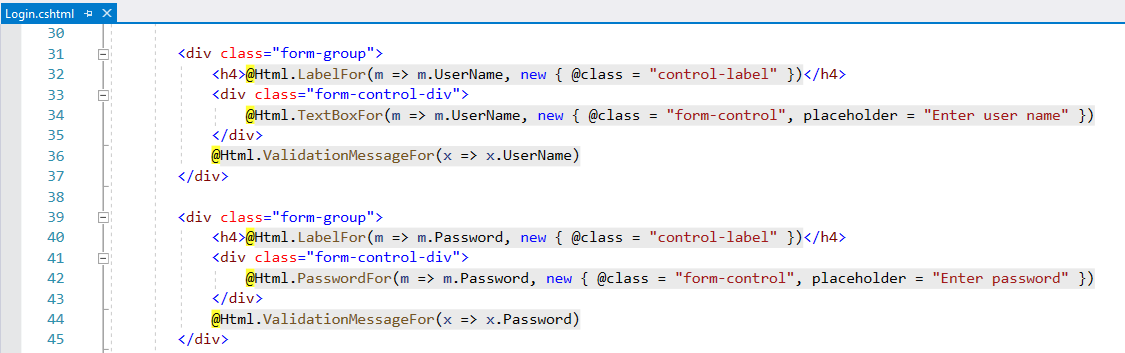 Login.cshtml
30
31 <div class="form-group">
32 <h4>@Html.LabelFor(m => m.UserName, new { @class = "control-label" })</h4>
33 <div class="form-control-div">
34 @Html.TextBoxFor(m => m.UserName, new { @class = "form-control", placeholder = "Enter user name" })
35 </div>
36 @Html.ValidationMessageFor(x => x.UserName)
37 </div>
38
39 <div class="form-group">
40 <h4>@Html.LabelFor(m => m.Password, new { @class = "control-label" })</h4>
41 <div class="form-control-div">
42 @Html.PasswordFor(m => m.Password, new { @class = "form-control", placeholder = "Enter password" })
43 </div>
44 @Html.ValidationMessageFor(x => x.Password)
45 </div>